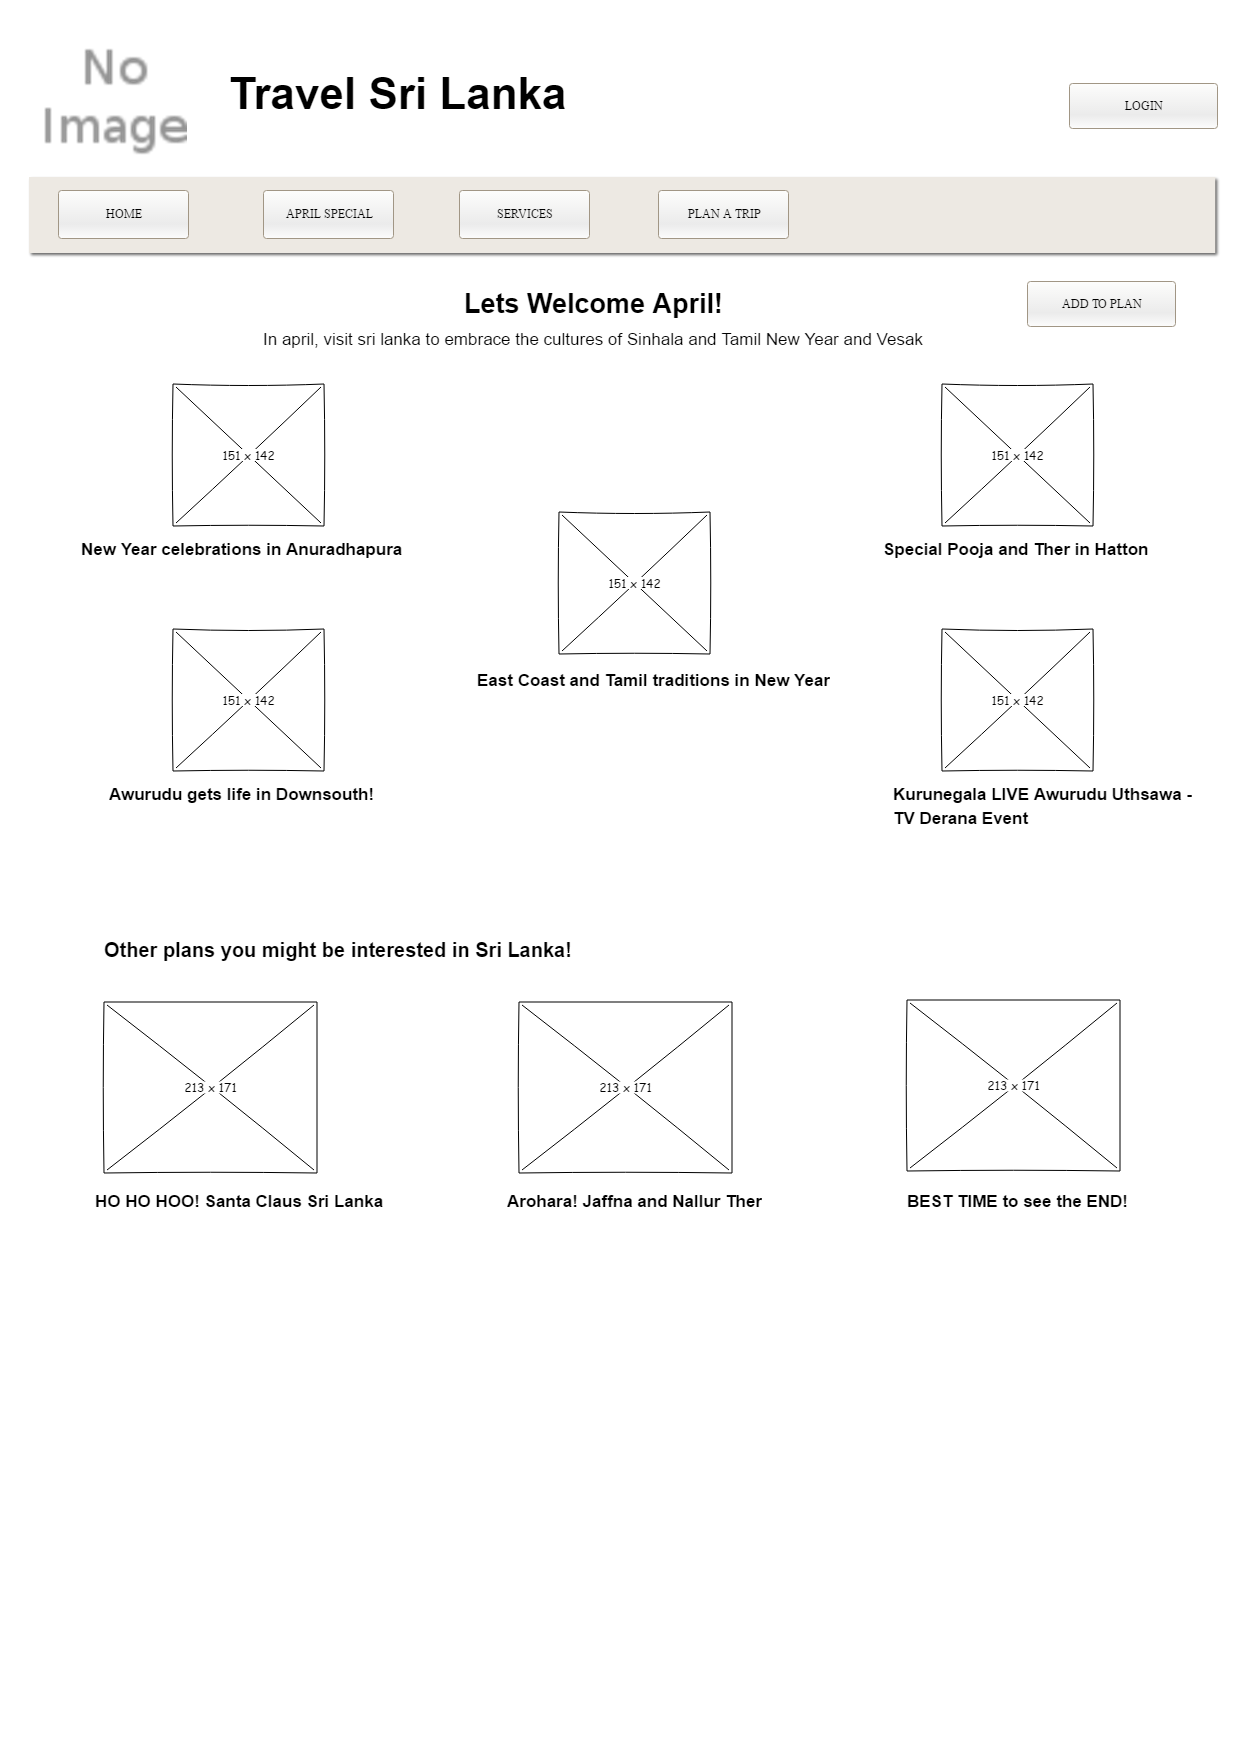 No
Image
Travel Sri Lanka
LOGIN
HOME
APRIL SPECIAL
SERVICES
PLAN A TRIP
Lets Welcome April!
ADD TO PLAN
In april, visit sri lanka to embrace the cultures of Sinhala and Tamil New Year and Vesak
151 x 142
151 x 142
New Year celebrations in Anuradhapura
Special Pooja and Ther in Hatton
151 x 142
East Coast and Tamil traditions in New Year
151 x 142
151 x 142
Awurudu gets life in Downsouth!
Kurunegala LIVE Awurudu Uthsawa -
TV Derana Event
Other plans you might be interested in Sri Lanka!
213 x 171
213 x 171
213 x 171
HO HO HOO! Santa Claus Sri Lanka
Arohara! Jaffna and Nallur Ther
BEST TIME to see the END!